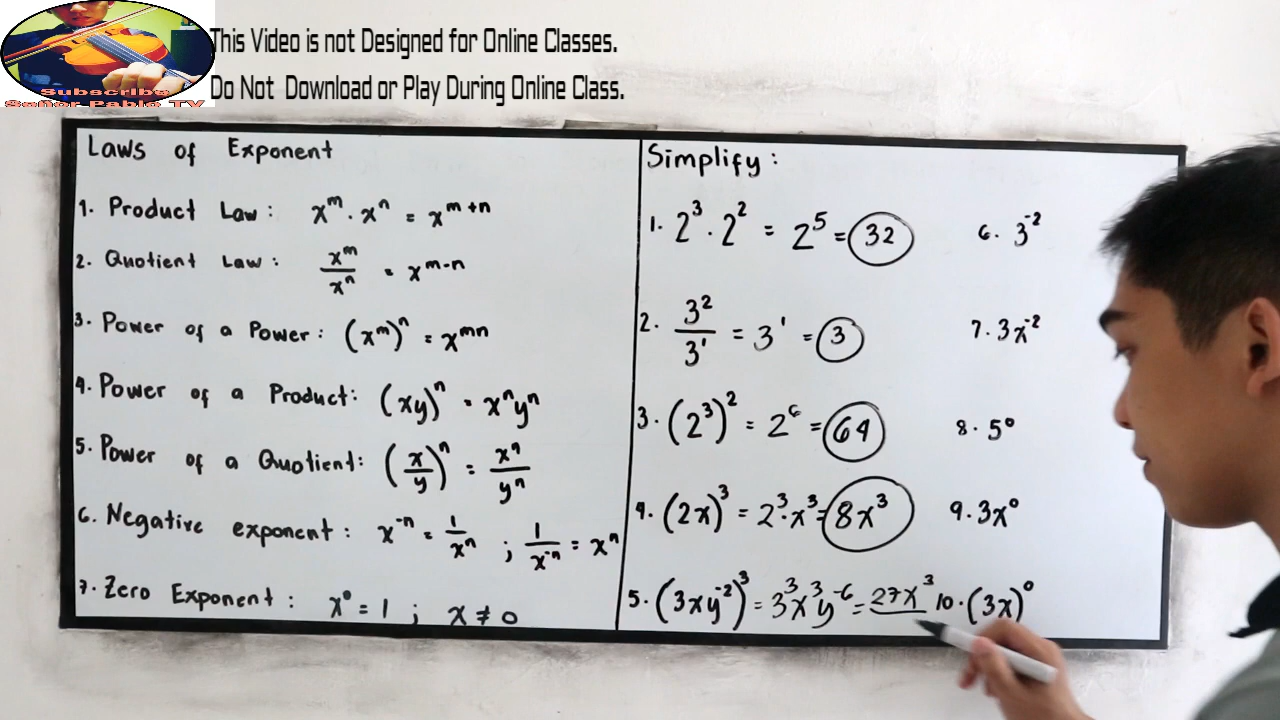 This Video is not Designed for Online Classes.
Do Not Download or Play During Online Class.
Subscribe
Señor Pablo TV
Laws of Exponent
1. Product Law: x^m · x^n = x^(m+n)
2. Quotient Law: x^m / x^n = x^(m-n)
3. Power of a Power: (x^m)^n = x^(mn)
4. Power of a Product: (xy)^n = x^n y^n
5. Power of a Quotient: (x/y)^n = x^n / y^n
6. Negative exponent: x^-n = 1/x^n ; 1/x^-n = x^n
7. Zero Exponent: x^0 = 1 ; x ≠ 0
Simplify:
1. 2^3 · 2^2 = 2^5 = 32
2. 3^2 / 3^1 = 3^1 = 3
3. (2^3)^2 = 2^6 = 64
4. (2x)^3 = 2^3 · x^3 = 8x^3
5. (3xy^-2)^3 = 3^3 x^3 y^-6 = 27x^3
6. 3^-2
7. 3x^-2
8. 5^0
9. 3x^0
10. (3x)^0